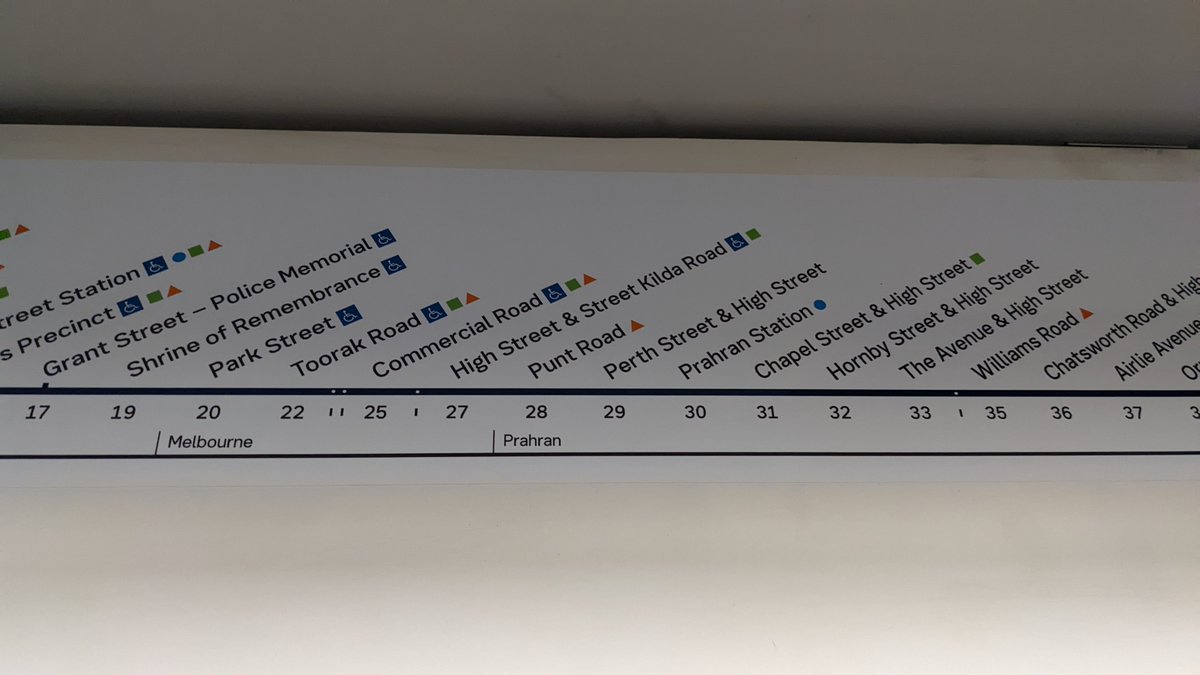 Street Station
s Precinct
Grant Street – Police Memorial
Shrine of Remembrance
Park Street
Toorak Road
Commercial Road
High Street & Street Kilda Road
Punt Road
Perth Street & High Street
Prahran Station
Chapel Street & High Street
Hornby Street & High Street
The Avenue & High Street
Williams Road
Chatsworth Road & High
Airlie Avenue
17 19 20 22 25 27 28 29 30 31 32 33 35 36 37
Melbourne Prahran